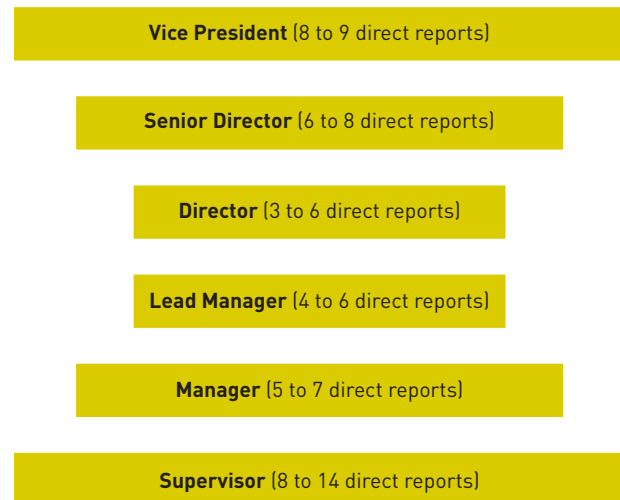 Vice President (8 to 9 direct reports)
Senior Director (6 to 8 direct reports)
Director (3 to 6 direct reports)
Lead Manager (4 to 6 direct reports)
Manager (5 to 7 direct reports)
Supervisor (8 to 14 direct reports)